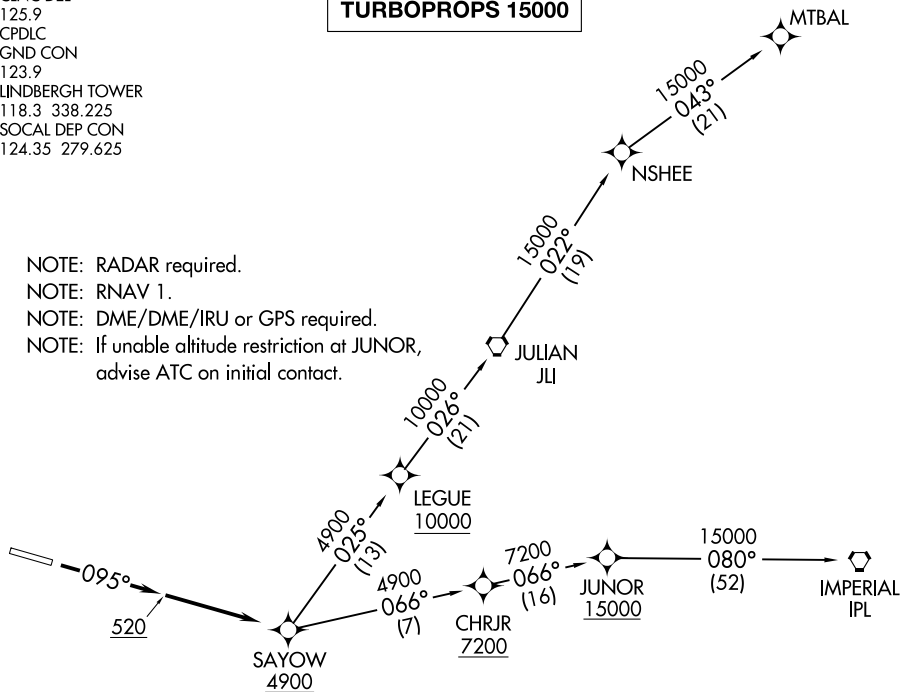 125.9
CPDLC
GND CON
123.9
LINDBERGH TOWER
118.3 338.225
SOCAL DEP CON
124.35 279.625
TURBOPROPS 15000
MTBAL
15000
043°
(21)
NSHEE
15000
022°
(19)
NOTE: RADAR required.
NOTE: RNAV 1.
NOTE: DME/DME/IRU or GPS required.
NOTE: If unable altitude restriction at JUNOR,
advise ATC on initial contact.
JULIAN
JLI
10000
026°
(21)
LEGUE
10000
4900
025°
(13)
095°
520
SAYOW
4900
4900
066°
(7)
CHRJR
7200
7200
066°
(16)
JUNOR
15000
15000
080°
(52)
IMPERIAL
IPL